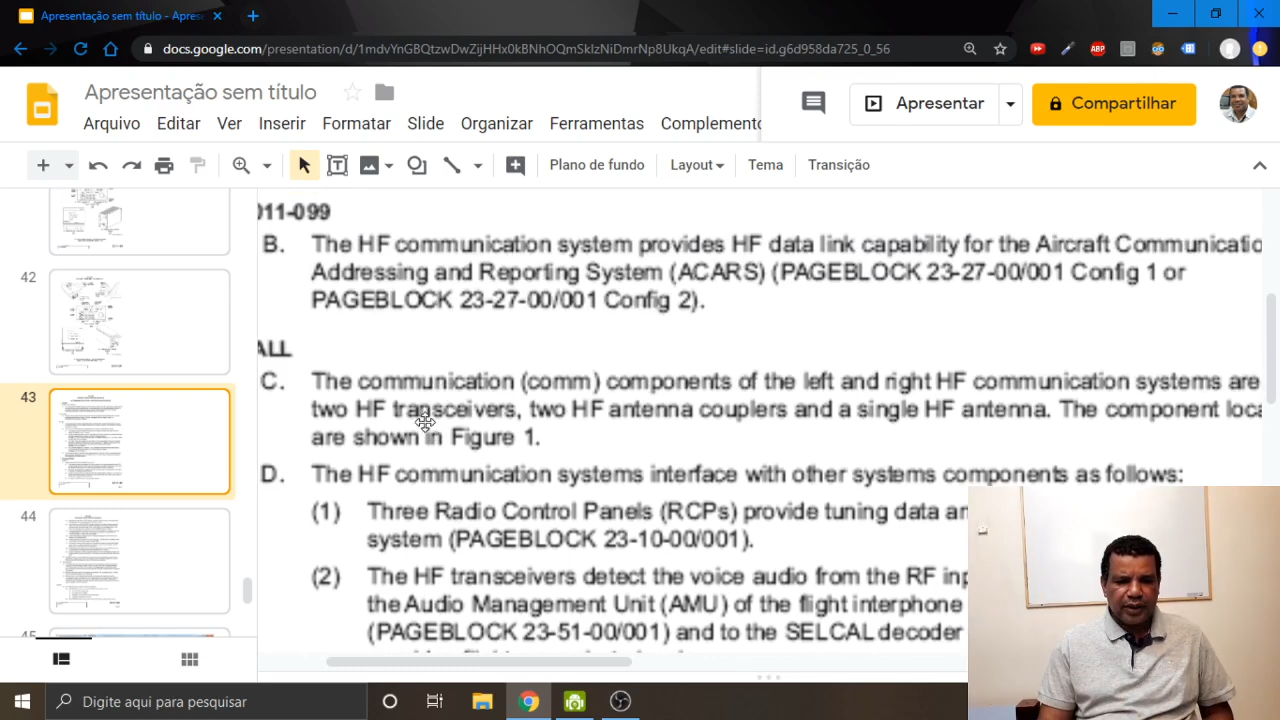 Apresentação sem título - Apres
docs.google.com/presentation/d/1mdvYnGBQtzwDwZijHHx0kBNhOQmSkIzNiDmrNp8UkqA/edit#slide=id.g6d958da725_0_56
ABP
Apresentação sem título
Apresentar
Compartilhar
Arquivo Editar Ver Inserir Formatar Slide Organizar Ferramentas Complemento
Plano de fundo Layout Tema Transição
011-099
B. The HF communication system provides HF data link capability for the Aircraft Communicatio
Addressing and Reporting System (ACARS) (PAGEBLOCK 23-27-00/001 Config 1 or
PAGEBLOCK 23-27-00/001 Config 2).
ALL
C. The communication (comm) components of the left and right HF communication systems are
two HF transceivers, two HF antenna couplers and a single HF antenna. The component loca
areshown in Figure 1.
D. The HF communication systems interface with other systems components as follows:
(1) Three Radio Control Panels (RCPs) provide tuning data an
system (PAGEBLOCK 23-10-00/001).
(2) The HF transceivers detect the voice audio from the RF inp
the Audio Management Unit (AMU) of the flight interphone
(PAGEBLOCK 23-51-00/001) and to the SELCAL decoder
42
43
44
45
Digite aqui para pesquisar